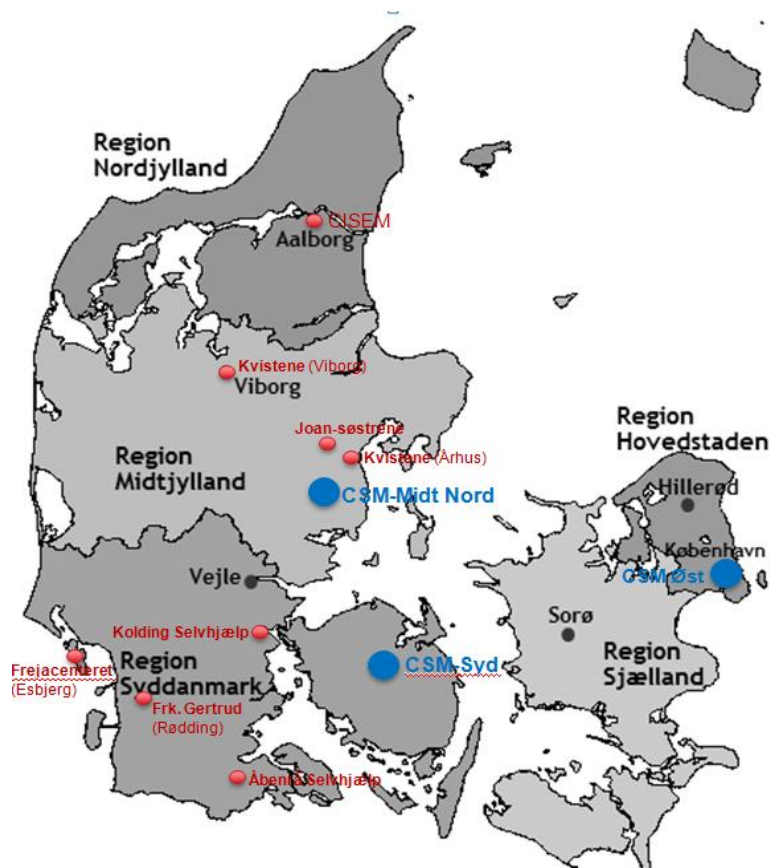 Region
Nordjylland
CISEM
Aalborg
Kvistene (Viborg)
Viborg
Joan-søstrene
Kvistene (Århus)
Region
Midtjylland
CSM-Midt Nord
Region
Hovedstaden
Hillerød
København
CSM Øst
Vejle
Sorø
Kolding Selvhjælp
Region
Sjælland
CSM-Syd
Frejacenteret
(Esbjerg)
Region
Syddanmark
Frk. Gertrud
(Rødding)
Åbenrå Selvhjælp